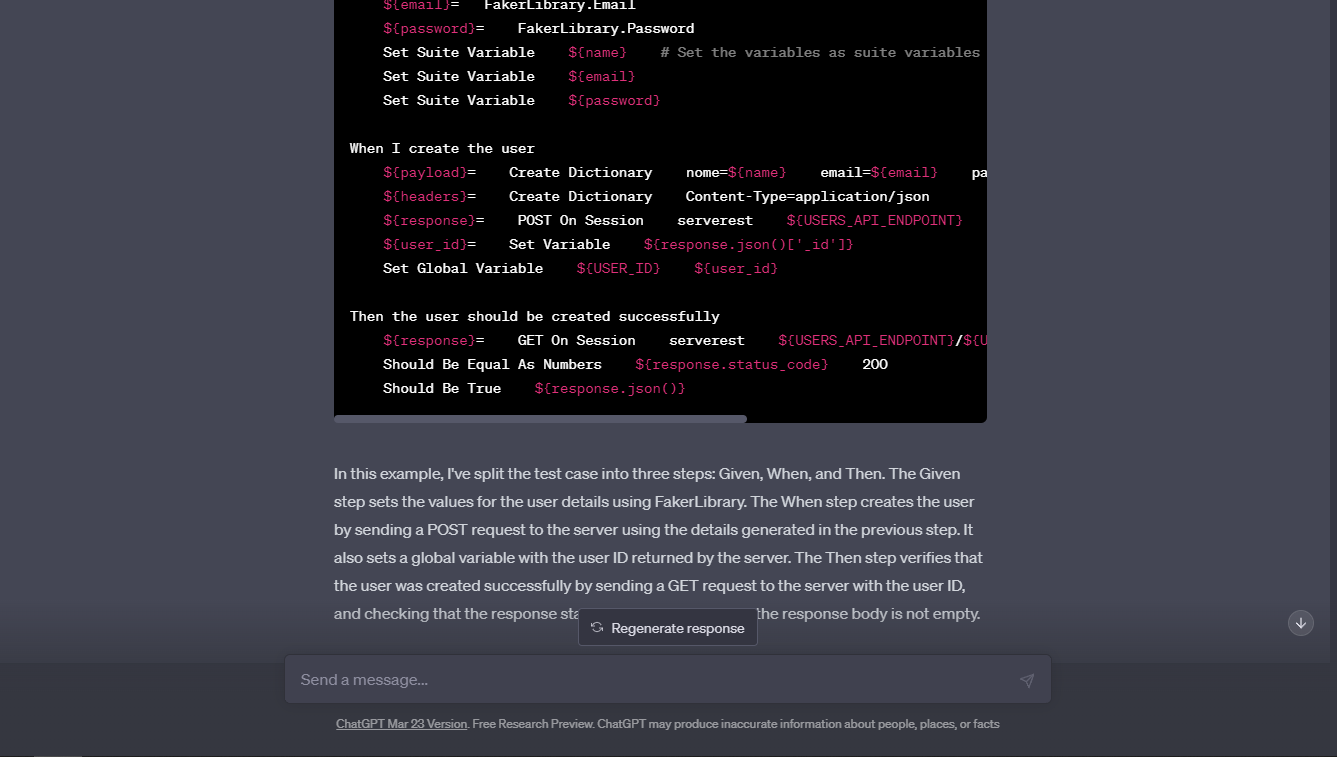 ${email}=   FakerLibrary.Email
${password}=    FakerLibrary.Password
Set Suite Variable    ${name}    # Set the variables as suite variables
Set Suite Variable    ${email}
Set Suite Variable    ${password}
When I create the user
${payload}=    Create Dictionary    nome=${name}    email=${email}    pa
${headers}=    Create Dictionary    Content-Type=application/json
${response}=    POST On Session    serverest    ${USERS_API_ENDPOINT}
${user_id}=   Set Variable    ${response.json()['_id']}
Set Global Variable    ${USER_ID}    ${user_id}
Then the user should be created successfully
${response}=    GET On Session    serverest    ${USERS_API_ENDPOINT}/${U
Should Be Equal As Numbers    ${response.status_code}    200
Should Be True    ${response.json()}
In this example, I've split the test case into three steps: Given, When, and Then. The Given
step sets the values for the user details using FakerLibrary. The When step creates the user
by sending a POST request to the server using the details generated in the previous step. It
also sets a global variable with the user ID returned by the server. The Then step verifies that
the user was created successfully by sending a GET request to the server with the user ID,
and checking that the response sta the response body is not empty.
Regenerate response
Send a message...
ChatGPT Mar 23 Version. Free Research Preview. ChatGPT may produce inaccurate information about people, places, or facts